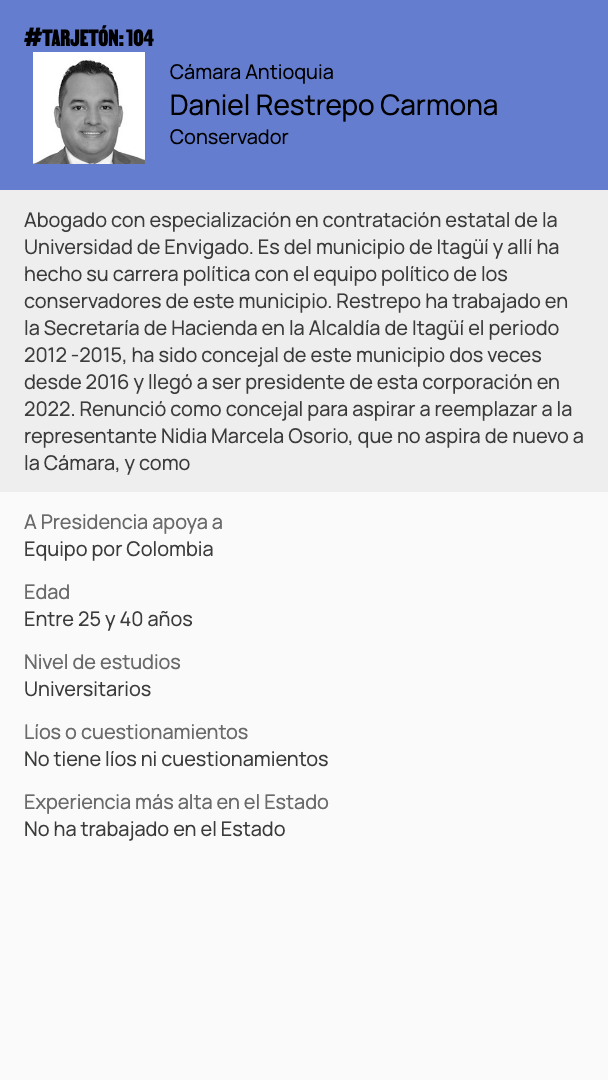 #TARJETÓN: 104
Cámara Antioquia
Daniel Restrepo Carmona
Conservador
Abogado con especialización en contratación estatal de la
Universidad de Envigado. Es del municipio de Itagüí y allí ha
hecho su carrera política con el equipo político de los
conservadores de este municipio. Restrepo ha trabajado en
la Secretaría de Hacienda en la Alcaldía de Itagüí el periodo
2012 -2015, ha sido concejal de este municipio dos veces
desde 2016 y llegó a ser presidente de esta corporación en
2022. Renunció como concejal para aspirar a reemplazar a la
representante Nidia Marcela Osorio, que no aspira de nuevo a
la Cámara, y como
A Presidencia apoya a
Equipo por Colombia
Edad
Entre 25 y 40 años
Nivel de estudios
Universitarios
Líos o cuestionamientos
No tiene líos ni cuestionamientos
Experiencia más alta en el Estado
No ha trabajado en el Estado